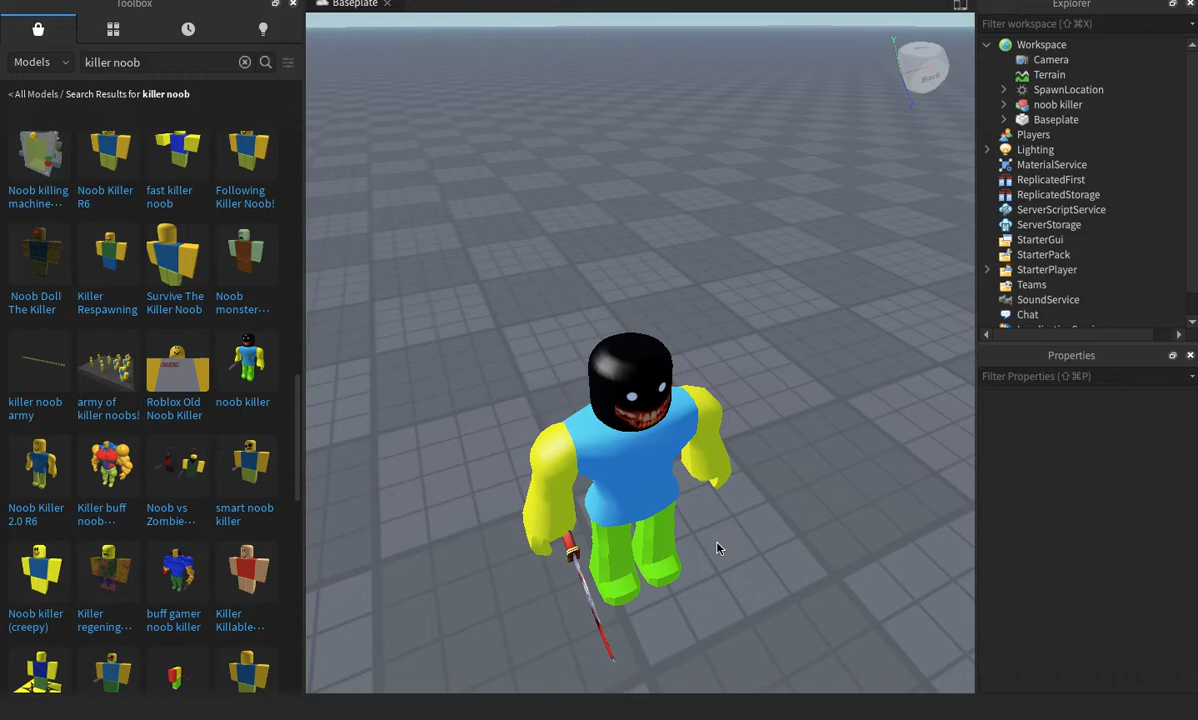 Toolbox
Baseplate
Explorer
Models
killer noob
Filter workspace (⇧⌘X)
< All Models / Search Results for killer noob
Noob killing machine...
Noob Killer R6
fast killer noob
Following Killer Noob!
Noob Doll The Killer
Killer Respawning
Survive The Killer Noob
Noob monster...
killer noob army
army of killer noobs!
Roblox Old Noob Killer
noob killer
Noob Killer 2.0 R6
Killer buff noob...
Noob vs Zombie...
smart noob killer
Noob killer (creepy)
Killer regening...
buff gamer noob killer
Killer Killable...
Y
Back
Workspace
Camera
Terrain
SpawnLocation
noob killer
Baseplate
Players
Lighting
MaterialService
ReplicatedFirst
ReplicatedStorage
ServerScriptService
ServerStorage
StarterGui
StarterPack
StarterPlayer
Teams
SoundService
Chat
Properties
Filter Properties (⇧⌘P)